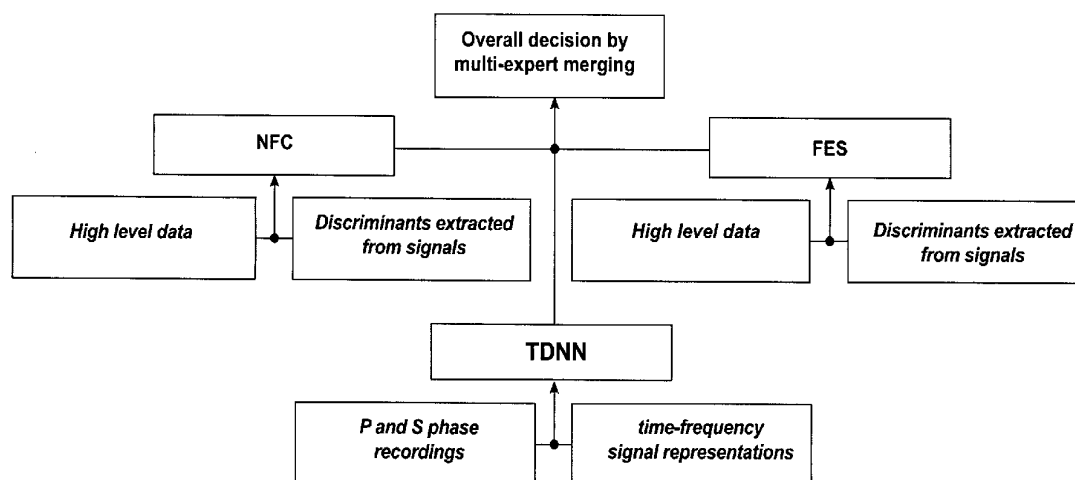 Overall decision by
multi-expert merging
NFC
FES
High level data
Discriminants extracted
from signals
High level data
Discriminants extracted
from signals
TDNN
P and S phase
recordings
time-frequency
signal representations